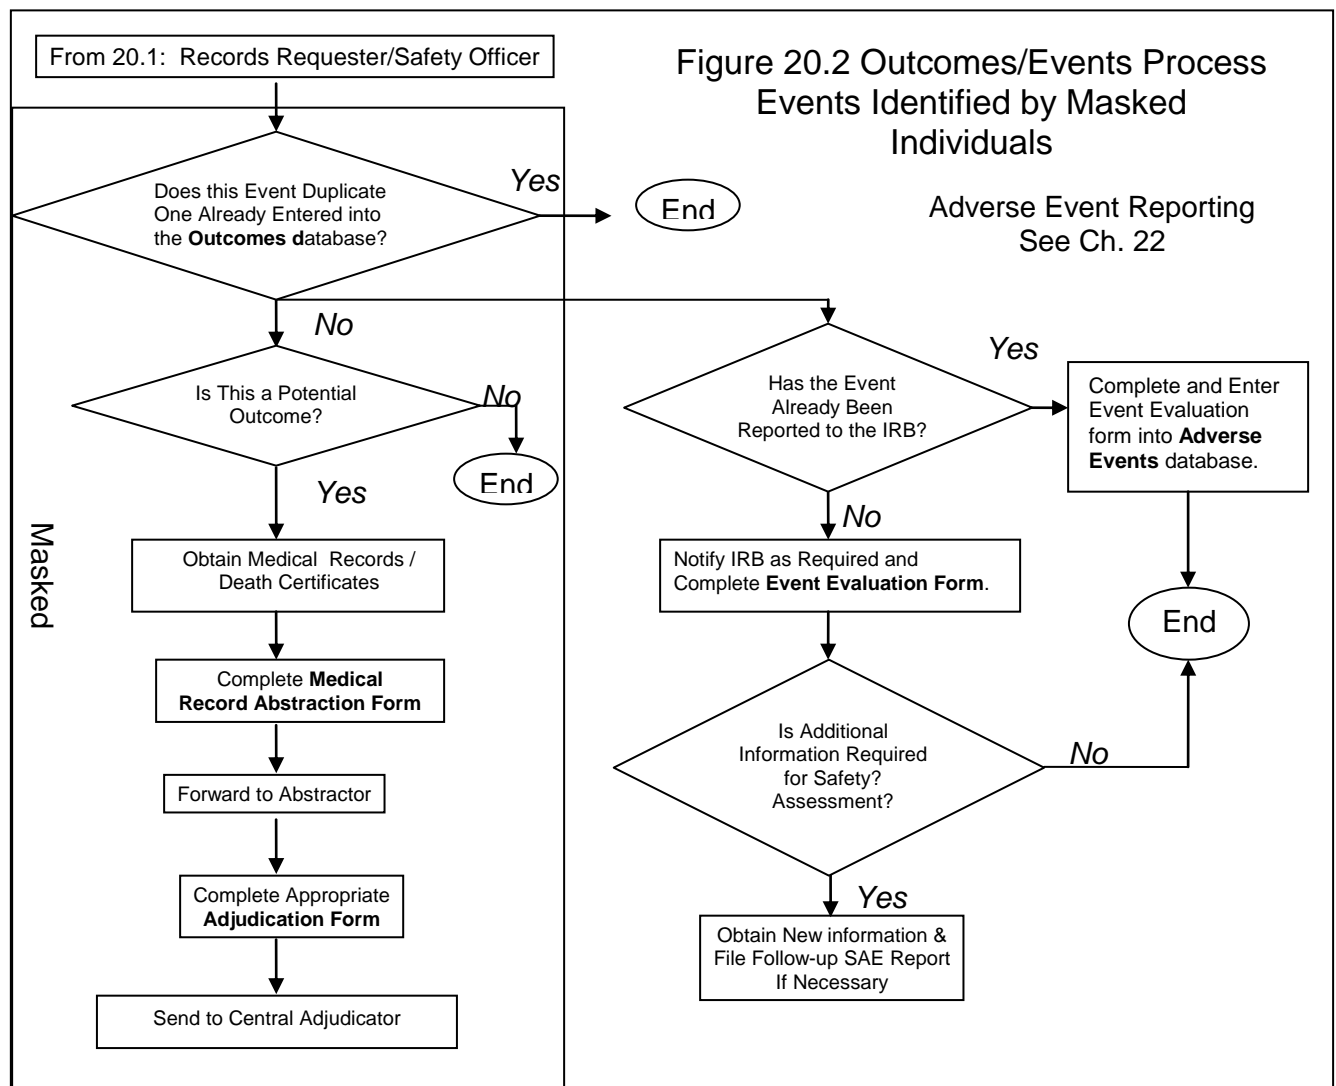 From 20.1: Records Requester/Safety Officer
Figure 20.2 Outcomes/Events Process
Events Identified by Masked
Individuals
Adverse Event Reporting
See Ch. 22
Does this Event Duplicate
One Already Entered into
the Outcomes database?
Yes
End
No
Is This a Potential
Outcome?
No
End
Yes
Masked
Obtain Medical Records /
Death Certificates
Complete Medical
Record Abstraction Form
Forward to Abstractor
Complete Appropriate
Adjudication Form
Send to Central Adjudicator
Has the Event
Already Been
Reported to the IRB?
Yes
Complete and Enter
Event Evaluation
form into Adverse
Events database.
No
Notify IRB as Required and
Complete Event Evaluation Form.
End
Is Additional
Information Required
for Safety?
Assessment?
No
Yes
Obtain New information &
File Follow-up SAE Report
If Necessary